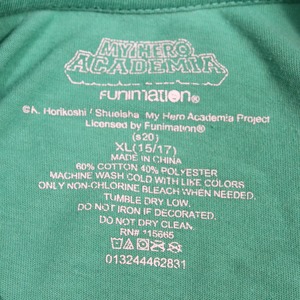 MY HERO
ACADEMIA
FUNIMATION®
©K. Horikoshi / Shueisha My Hero Academia Project
Licensed by Funimation®
(s20)
XL (15/17)
MADE IN CHINA
60% COTTON 40% POLYESTER
MACHINE WASH COLD WITH LIKE COLORS
ONLY NON-CHLORINE BLEACH WHEN NEEDED.
TUMBLE DRY LOW.
DO NOT IRON IF DECORATED.
DO NOT DRY CLEAN.
RN# 115665
013244462831